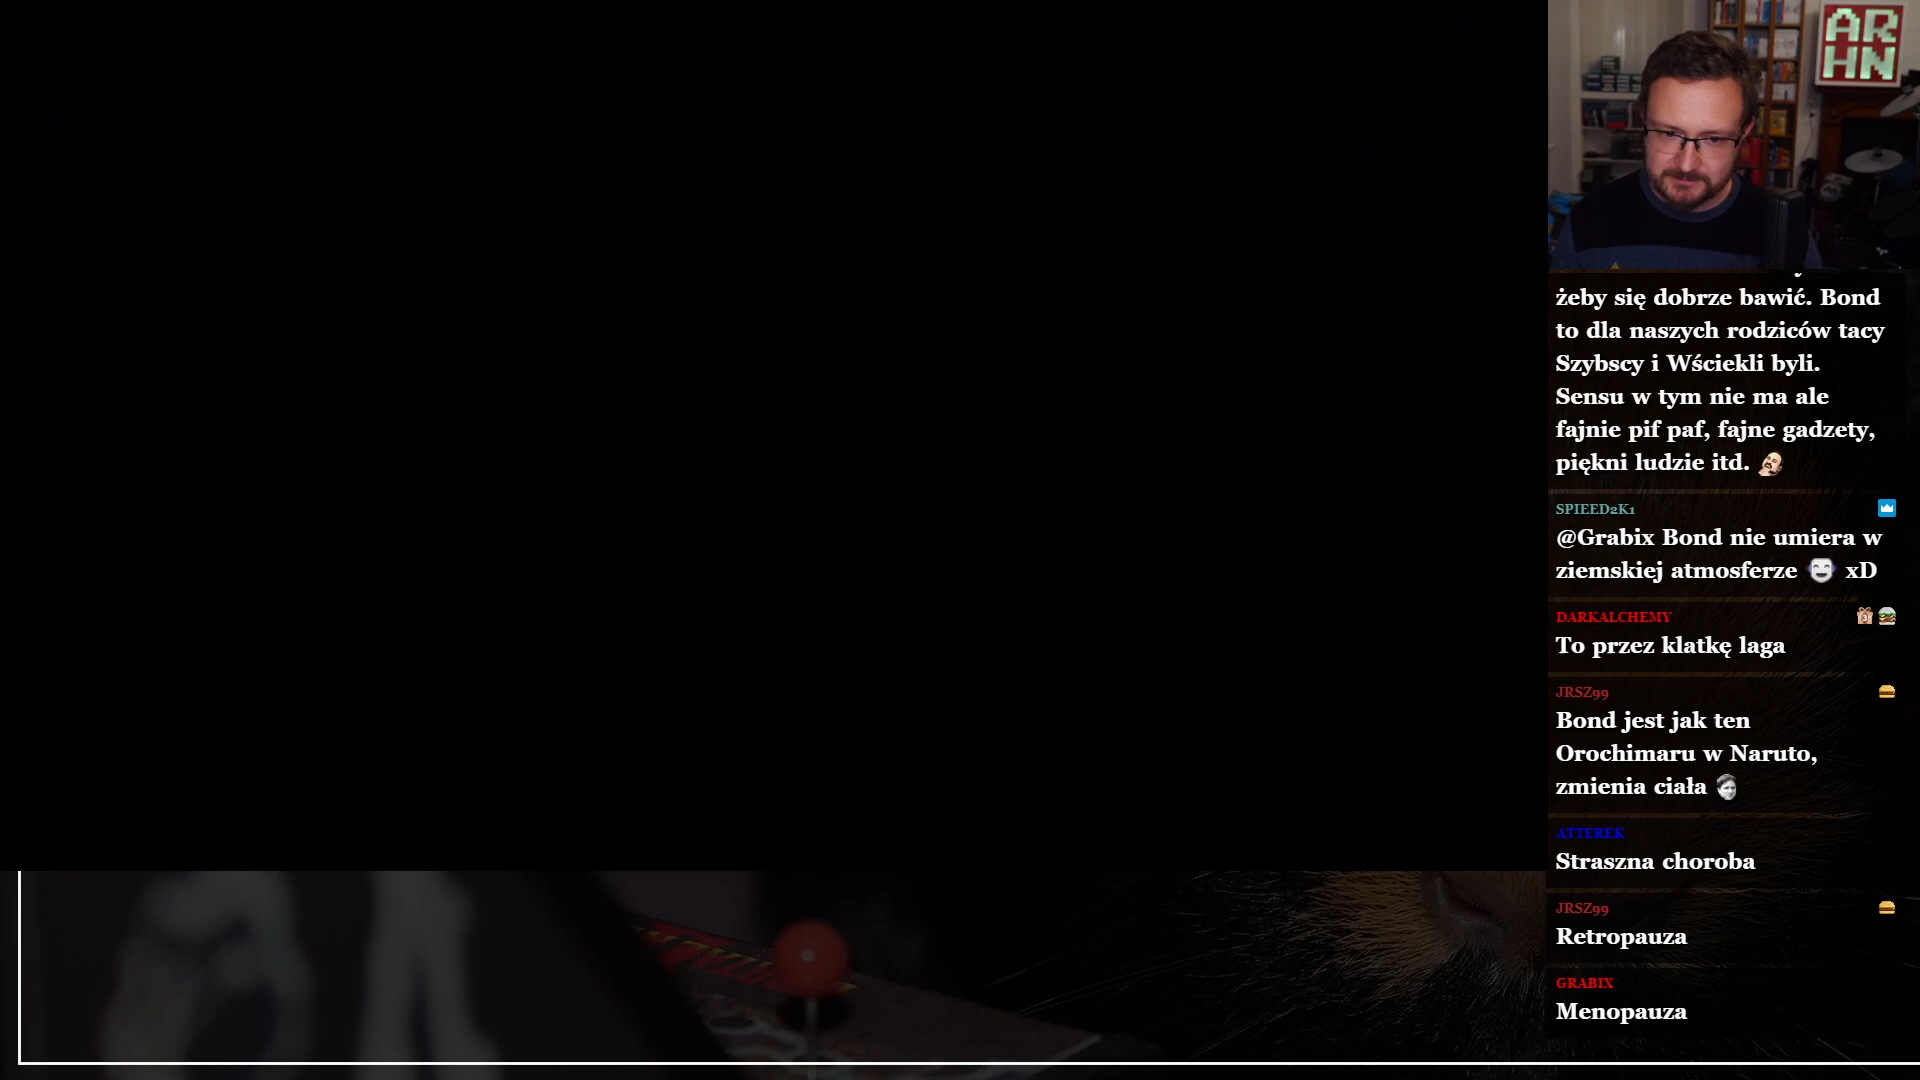 AR
HN
żeby się dobrze bawić. Bond
to dla naszych rodziców tacy
Szybscy i Wściekli byli.
Sensu w tym nie ma ale
fajnie pif paf, fajne gadzety,
piękni ludzie itd.
SPIEED2K1
@Grabix Bond nie umiera w
ziemskiej atmosferze xD
DARKALCHEMY
To przez klatkę laga
JRSZ99
Bond jest jak ten
Orochimaru w Naruto,
zmienia ciała
ATTEREK
Straszna choroba
JRSZ99
Retropauza
GRABIX
Menopauza